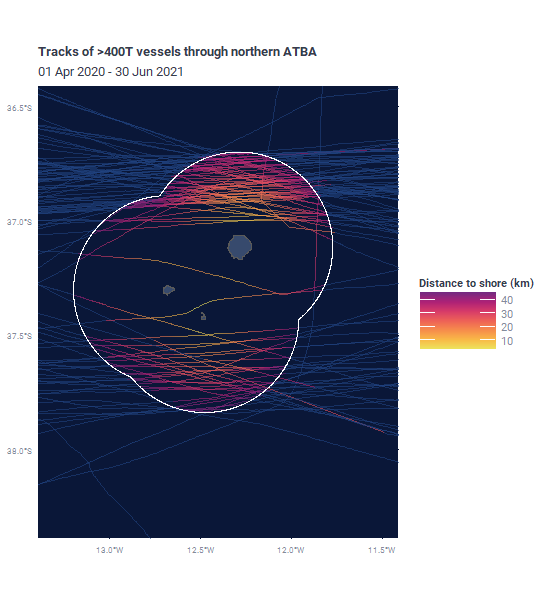 Tracks of >400T vessels through northern ATBA
01 Apr 2020 - 30 Jun 2021
36.5°S
37.0°S
37.5°S
38.0°S
13.0°W
12.5°W
12.0°W
11.5°W
Distance to shore (km)
40
30
20
10